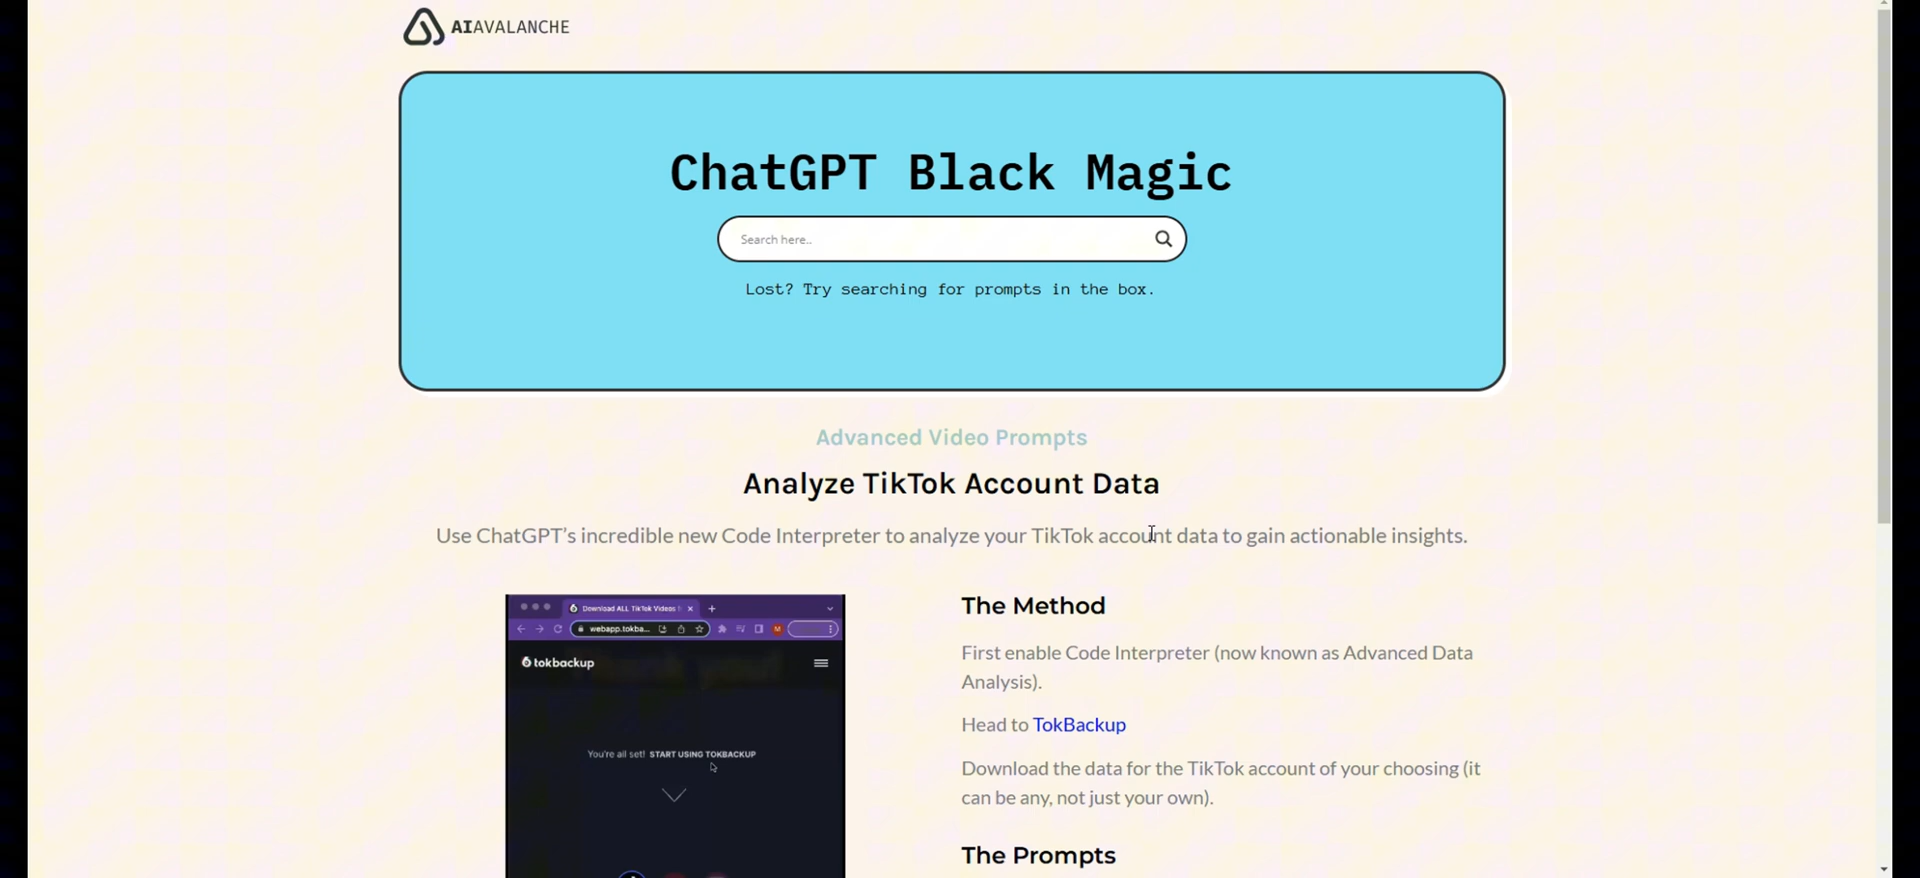 AIAVALANCHE
ChatGPT Black Magic
Search here..
Lost? Try searching for prompts in the box.
Advanced Video Prompts
Analyze TikTok Account Data
Use ChatGPT's incredible new Code Interpreter to analyze your TikTok account data to gain actionable insights.
Download ALL TikTok Videos
webapp.tokba...
M
tokbackup
You're all set! START USING TOKBACKUP
The Method
First enable Code Interpreter (now known as Advanced Data
Analysis).
Head to TokBackup
Download the data for the TikTok account of your choosing (it
can be any, not just your own).
The Prompts